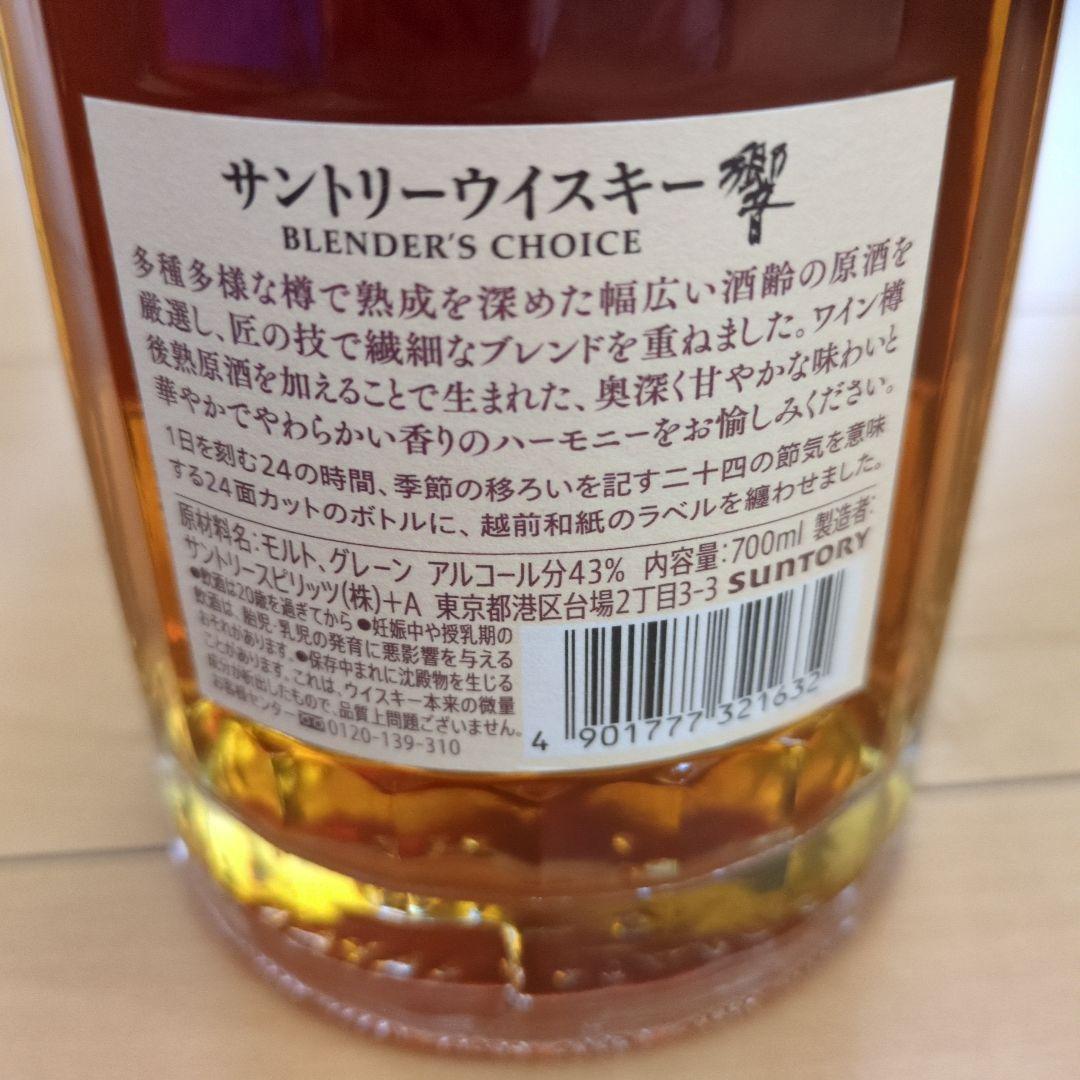 サントリーウイスキー 響
BLENDER'S CHOICE
多種多様な樽で熟成を深めた幅広い酒齢の原酒を
厳選し、匠の技で繊細なブレンドを重ねました。ワイン樽
後熟原酒を加えることで生まれた、奥深く甘やかな味わいと
華やかでやわらかい香りのハーモニーをお愉しみください。
1日を刻む24の時間、季節の移ろいを記す二十四の節気を意味
する24面カットのボトルに、越前和紙のラベルを纏わせました。
原材料名：モルト、グレーン アルコール分43% 内容量：700ml 製造者：
サントリースピリッツ(株)+A 東京都港区台場2丁目3-3 SUNTORY
●飲酒は20歳を過ぎてから ●妊娠中や授乳期の
飲酒は、胎児・乳児の発育に悪影響を与える
おそれがあります。●保存中まれに沈殿物を生じる
ことがあります。これは、ウイスキー本来の微量
成分が析出したもので、品質上問題ございません。
お客様センター 0120-139-310
4 901777 321632